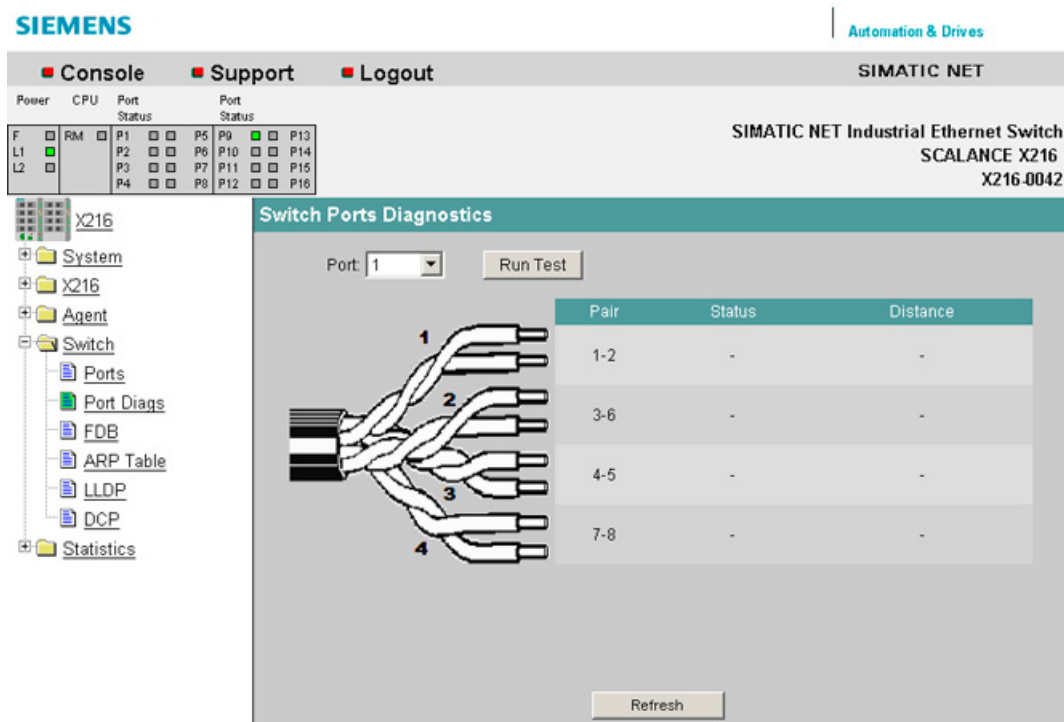 SIEMENS
Automation & Drives
Console Support Logout SIMATIC NET
Power CPU Port Status Port Status
F RM P1 P5 P9 P13
L1 P2 P6 P10 P14
L2 P3 P7 P11 P15
P4 P8 P12 P16
SIMATIC NET Industrial Ethernet Switch
SCALANCE X216
X216-0042
X216
System
X216
Agent
Switch
Ports
Port Diags
FDB
ARP Table
LLDP
DCP
Statistics
Switch Ports Diagnostics
Port: 1 Run Test
1
2
3
4
Pair Status Distance
1-2 - -
3-6 - -
4-5 - -
7-8 - -
Refresh